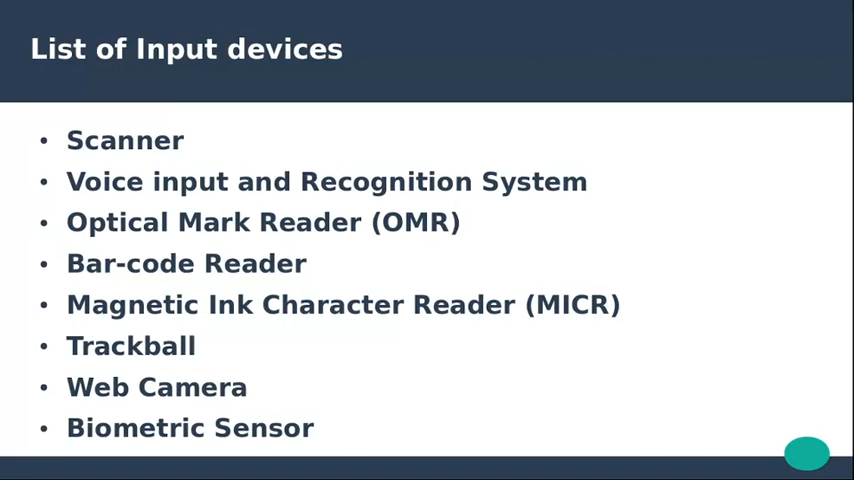 List of Input devices
• Scanner
• Voice input and Recognition System
• Optical Mark Reader (OMR)
• Bar-code Reader
• Magnetic Ink Character Reader (MICR)
• Trackball
• Web Camera
• Biometric Sensor